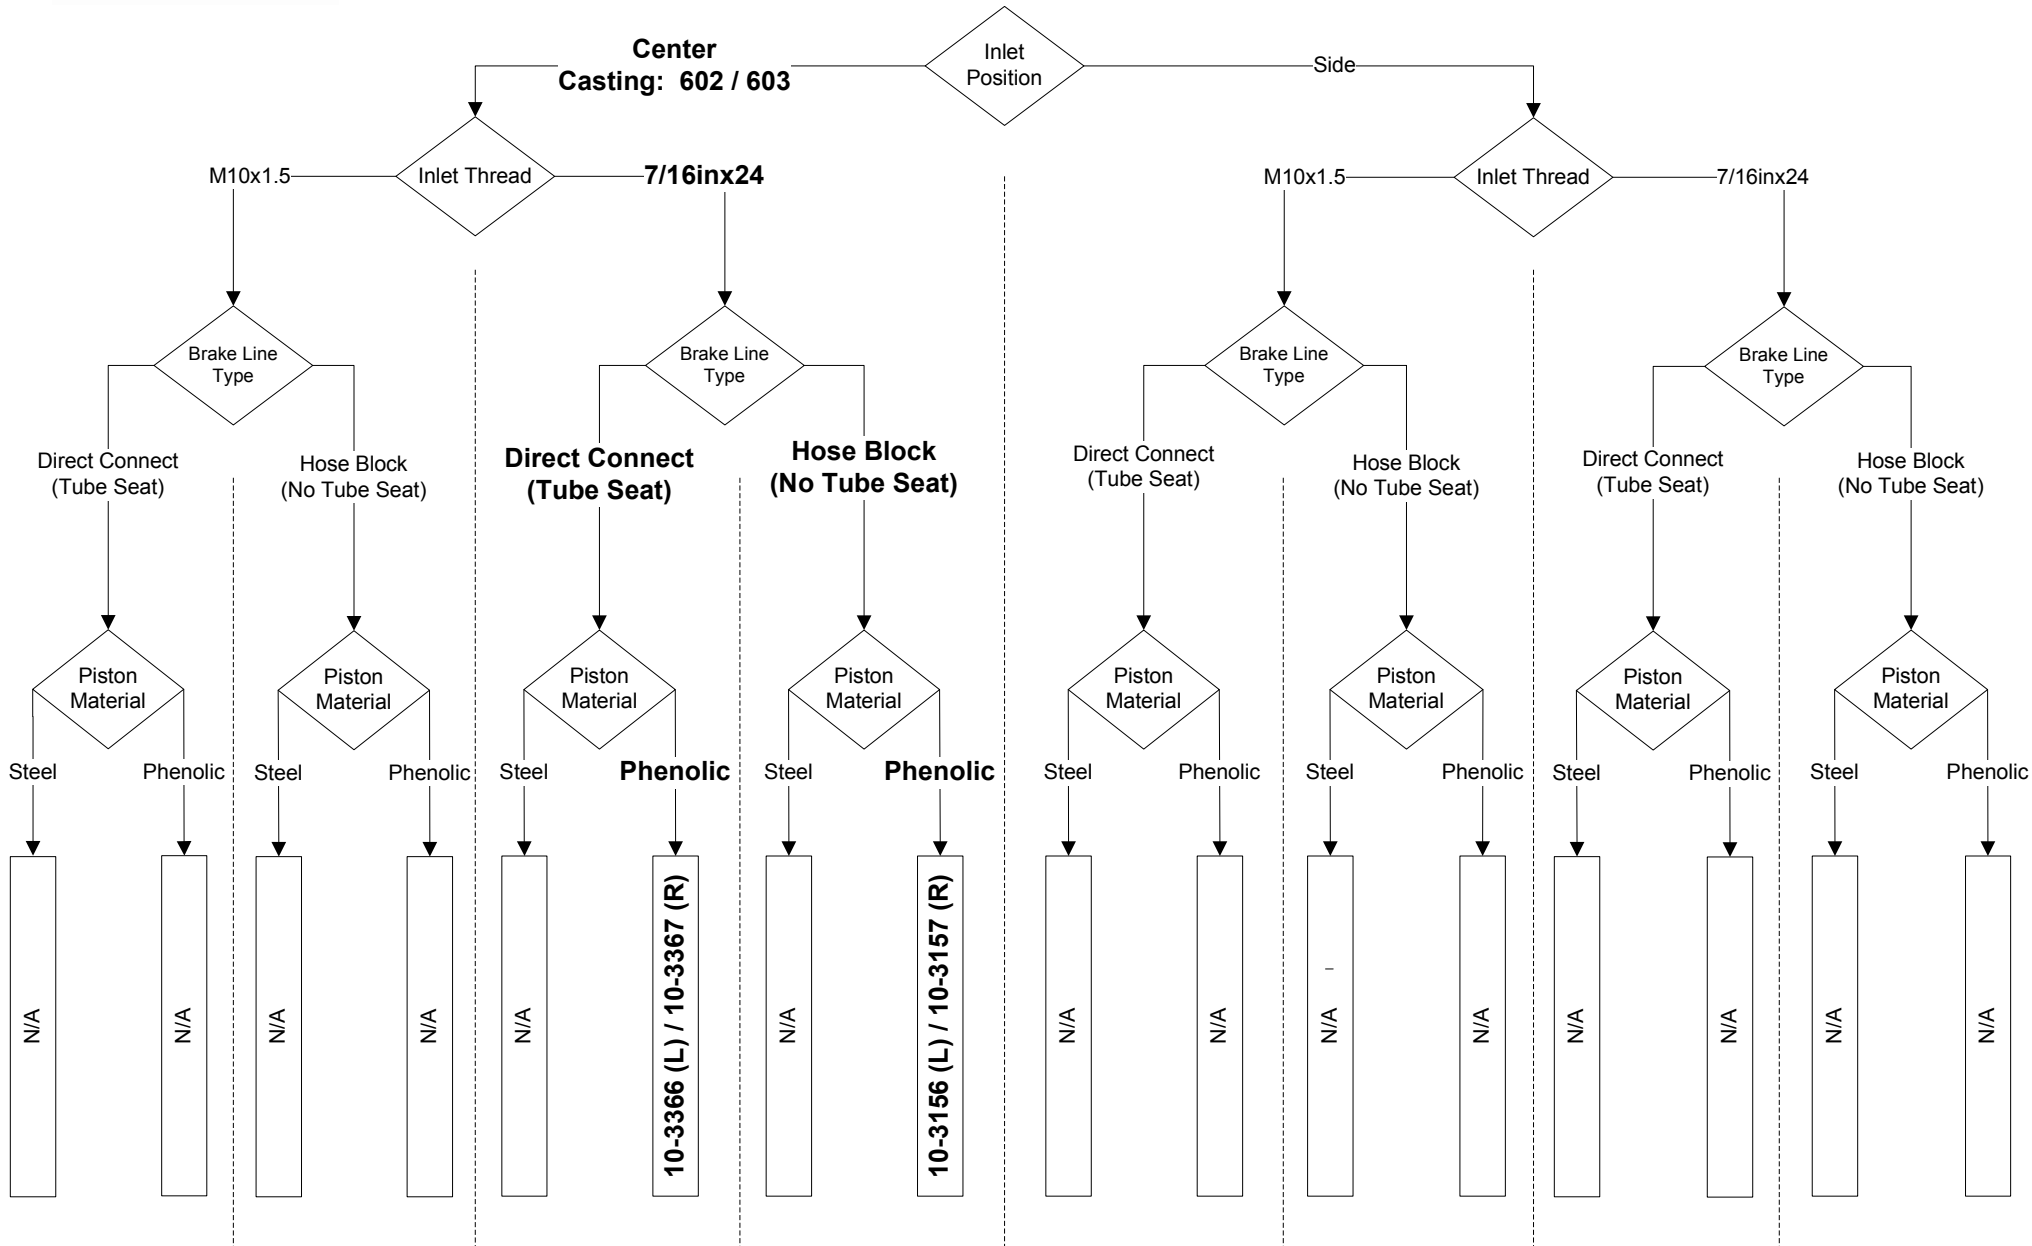 Center
Casting:  602 / 603
Inlet
Position
Side
M10x1.5
Inlet Thread
7/16inx24
M10x1.5
Inlet Thread
7/16inx24
Brake Line
Type
Brake Line
Type
Brake Line
Type
Brake Line
Type
Direct Connect
(Tube Seat)
Hose Block
(No Tube Seat)
Direct Connect
(Tube Seat)
Hose Block
(No Tube Seat)
Direct Connect
(Tube Seat)
Hose Block
(No Tube Seat)
Direct Connect
(Tube Seat)
Hose Block
(No Tube Seat)
Piston
Material
Piston
Material
Piston
Material
Piston
Material
Piston
Material
Piston
Material
Piston
Material
Piston
Material
Steel
Phenolic
Steel
Phenolic
Steel
Phenolic
Steel
Phenolic
Steel
Phenolic
Steel
Phenolic
Steel
Phenolic
Steel
Phenolic
N/A
N/A
N/A
N/A
N/A
10-3366 (L) / 10-3367 (R)
N/A
10-3156 (L) / 10-3157 (R)
N/A
N/A
N/A
N/A
N/A
N/A
N/A
N/A